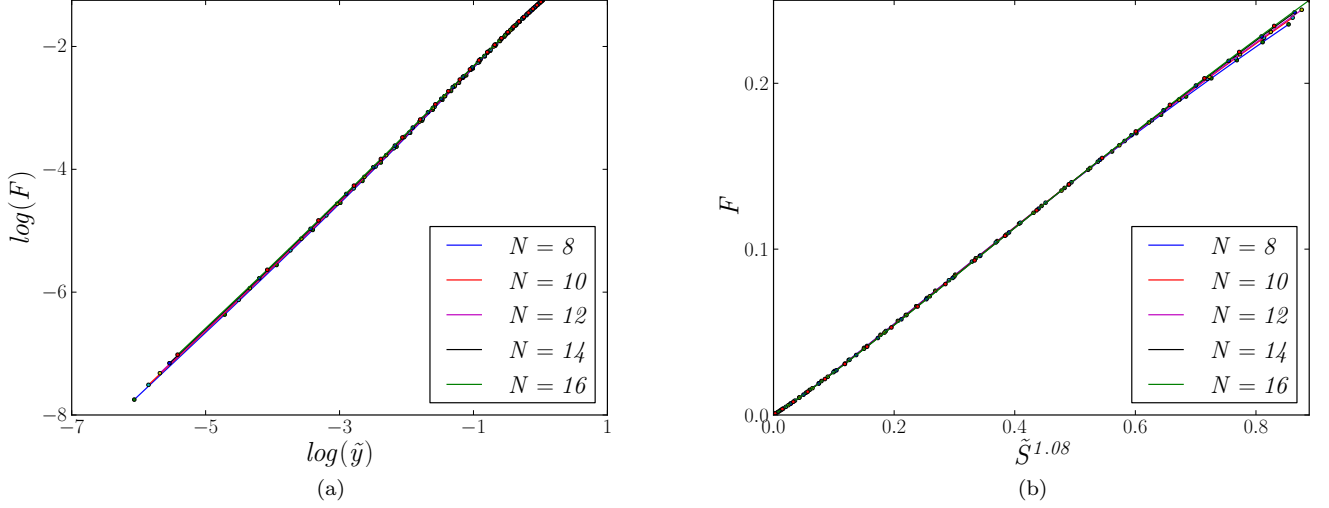 −2
−4
−6
−8
−7
−5
−3
−1
1
log(F)
log(ỹ)
N = 8
N = 10
N = 12
N = 14
N = 16
(a)
0.2
0.1
0.0
0.0
0.2
0.4
0.6
0.8
F
S̃^1.08
N = 8
N = 10
N = 12
N = 14
N = 16
(b)